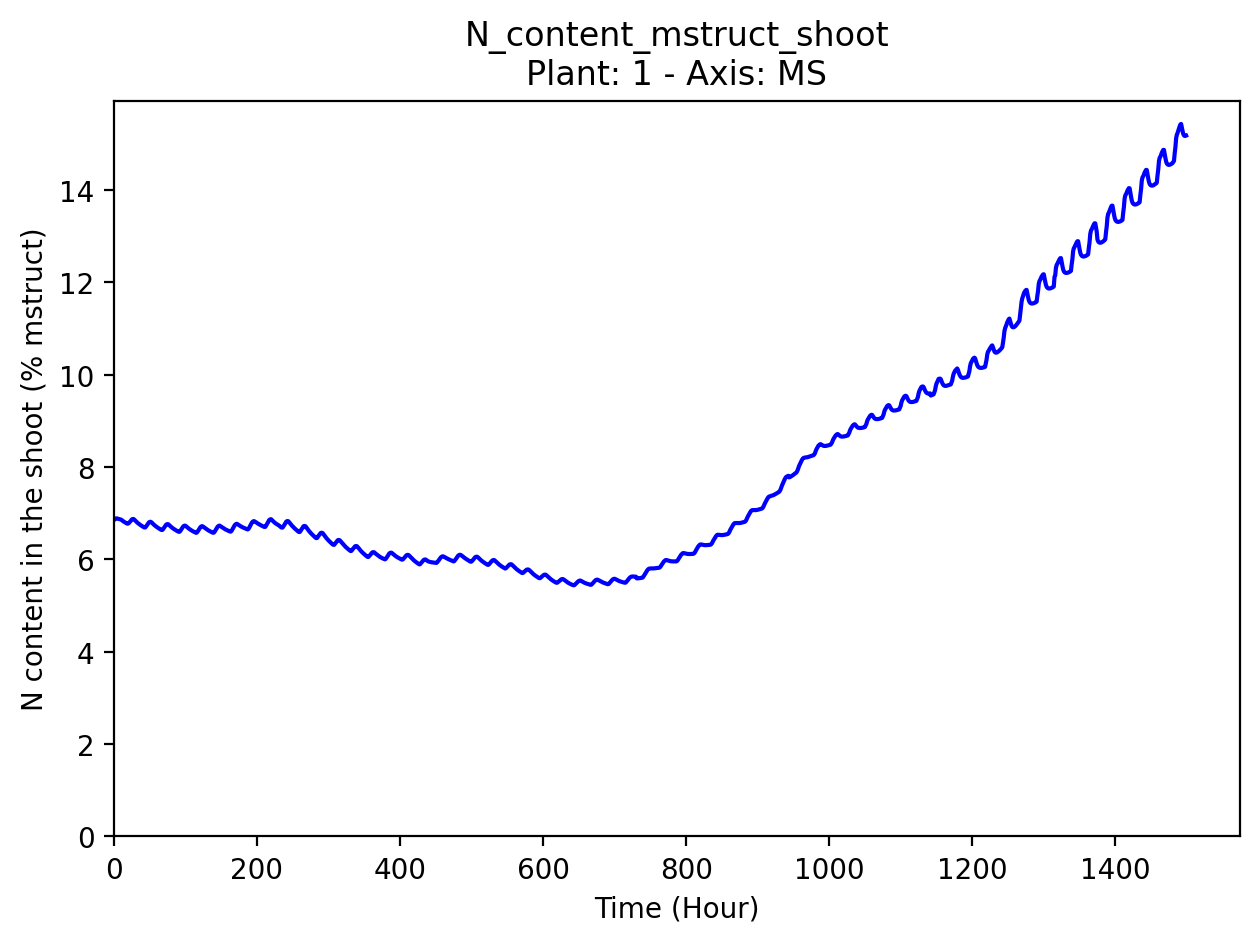 N_content_mstruct_shoot
Plant: 1 - Axis: MS
N content in the shoot (% mstruct)
14
12
10
8
6
4
2
0
0 200 400 600 800 1000 1200 1400
Time (Hour)